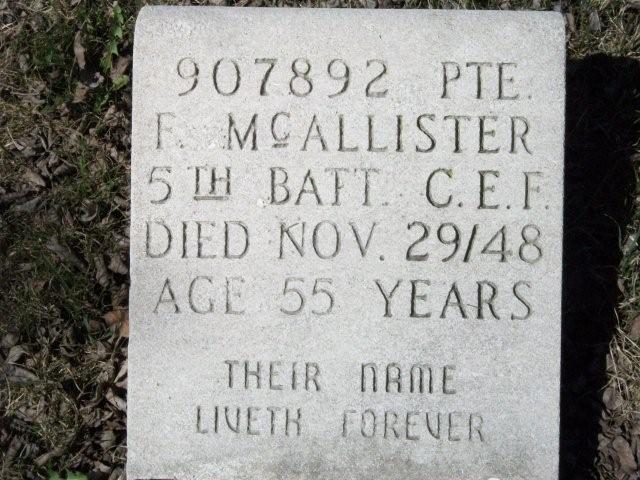 907892 PTE.
F. MCALLISTER
5TH BATT. C.E.F.
DIED NOV. 29/48
AGE 55 YEARS
THEIR NAME
LIVETH FOREVER